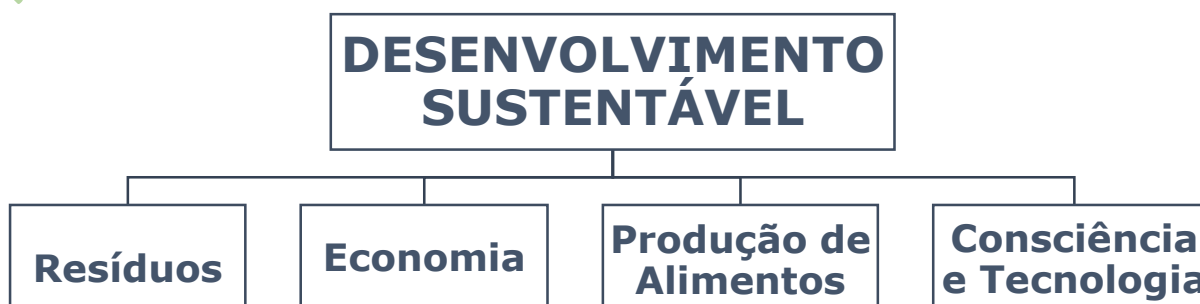 DESENVOLVIMENTO
SUSTENTÁVEL
Resíduos
Economia
Produção de
Alimentos
Consciência
e Tecnologia